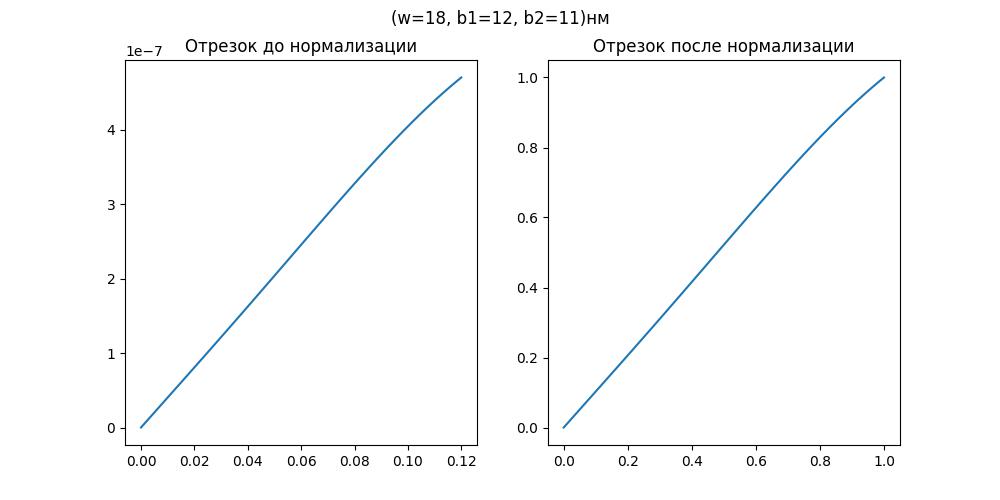 (w=18, b1=12, b2=11)нм
Отрезок до нормализации
1e−7
4
3
2
1
0
0.00 0.02 0.04 0.06 0.08 0.10 0.12
Отрезок после нормализации
1.0
0.8
0.6
0.4
0.2
0.0
0.0 0.2 0.4 0.6 0.8 1.0